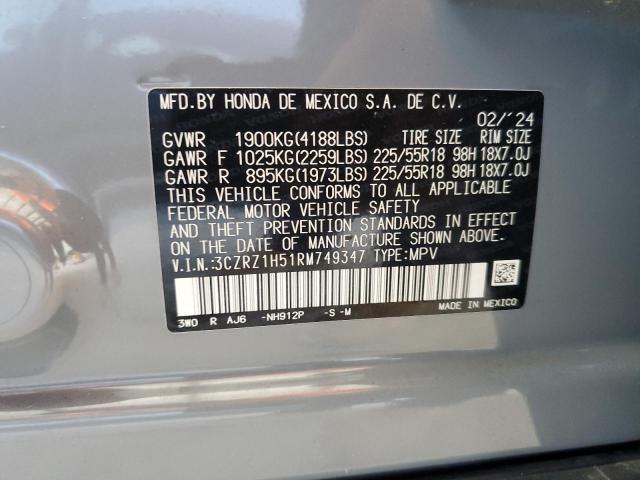 MFD.BY HONDA DE MEXICO S.A. DE C.V.
02/'24
GVWR 1900KG(4188LBS) TIRE SIZE RIM SIZE
GAWR F 1025KG(2259LBS) 225/55R18 98H 18X7.0J
GAWR R 895KG(1973LBS) 225/55R18 98H 18X7.0J
THIS VEHICLE CONFORMS TO ALL APPLICABLE
FEDERAL MOTOR VEHICLE SAFETY
AND THEFT PREVENTION STANDARDS IN EFFECT
ON THE DATE OF MANUFACTURE SHOWN ABOVE.
V.I.N.:3CZRZ1H51RM749347 TYPE:MPV
3W0 R AJ6 -NH912P -S -M MADE IN MEXICO